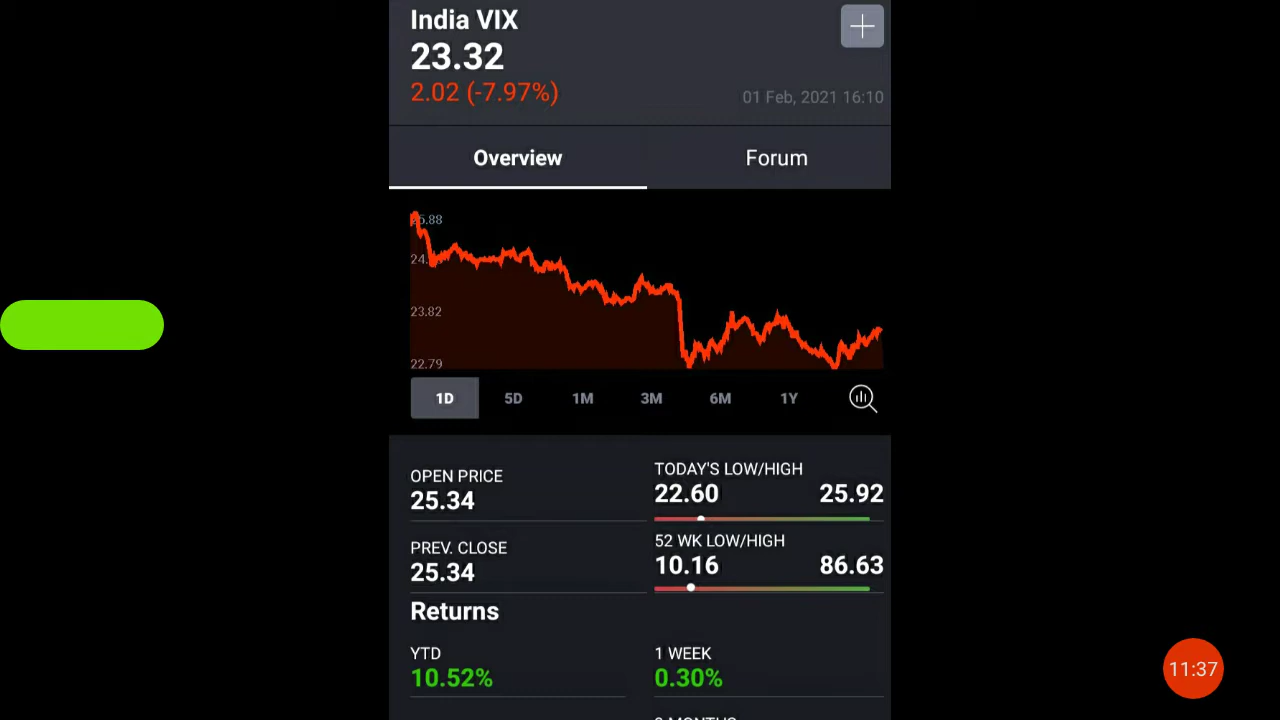 India VIX
23.32
2.02 (-7.97%)
01 Feb, 2021 16:10
Overview
Forum
25.88
24.
23.82
22.79
1D 5D 1M 3M 6M 1Y
OPEN PRICE
25.34
TODAY'S LOW/HIGH
22.60 25.92
PREV. CLOSE
25.34
52 WK LOW/HIGH
10.16 86.63
Returns
YTD
10.52%
1 WEEK
0.30%
11:37